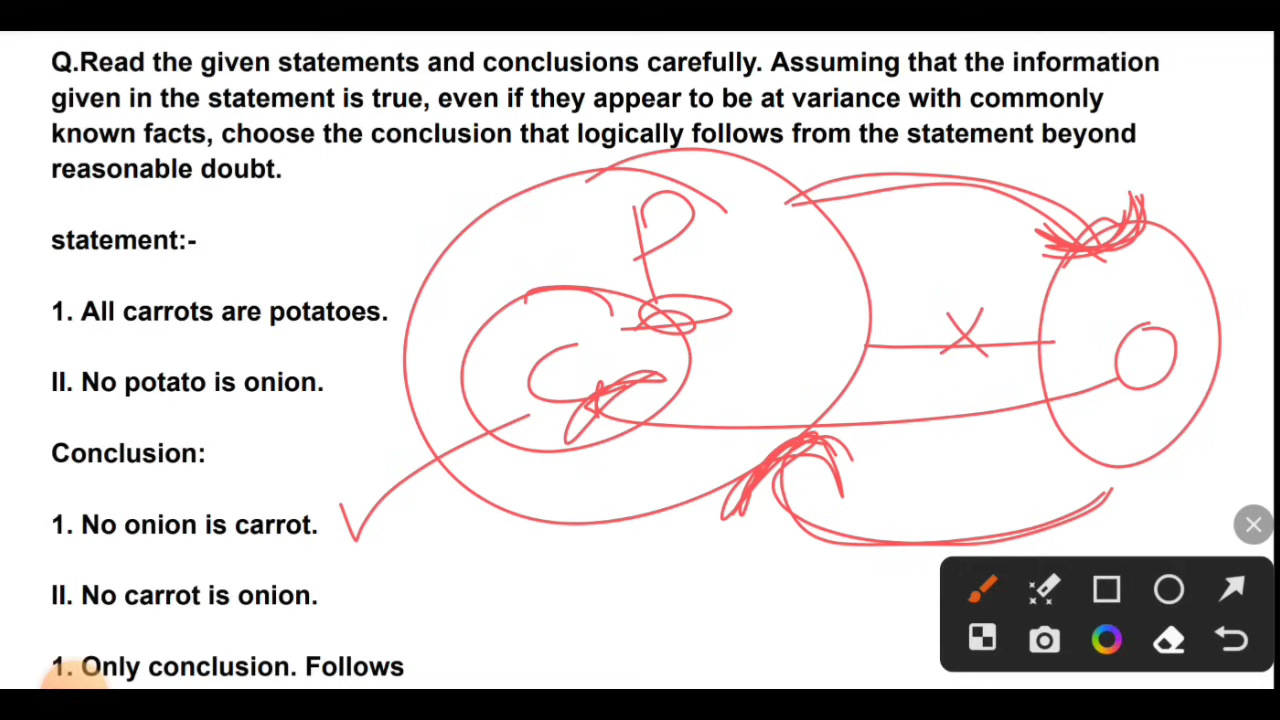 Q.Read the given statements and conclusions carefully. Assuming that the information
given in the statement is true, even if they appear to be at variance with commonly
known facts, choose the conclusion that logically follows from the statement beyond
reasonable doubt.
statement:-
1. All carrots are potatoes.
II. No potato is onion.
Conclusion:
1. No onion is carrot.
II. No carrot is onion.
1. Only conclusion. Follows
P
C
X
O